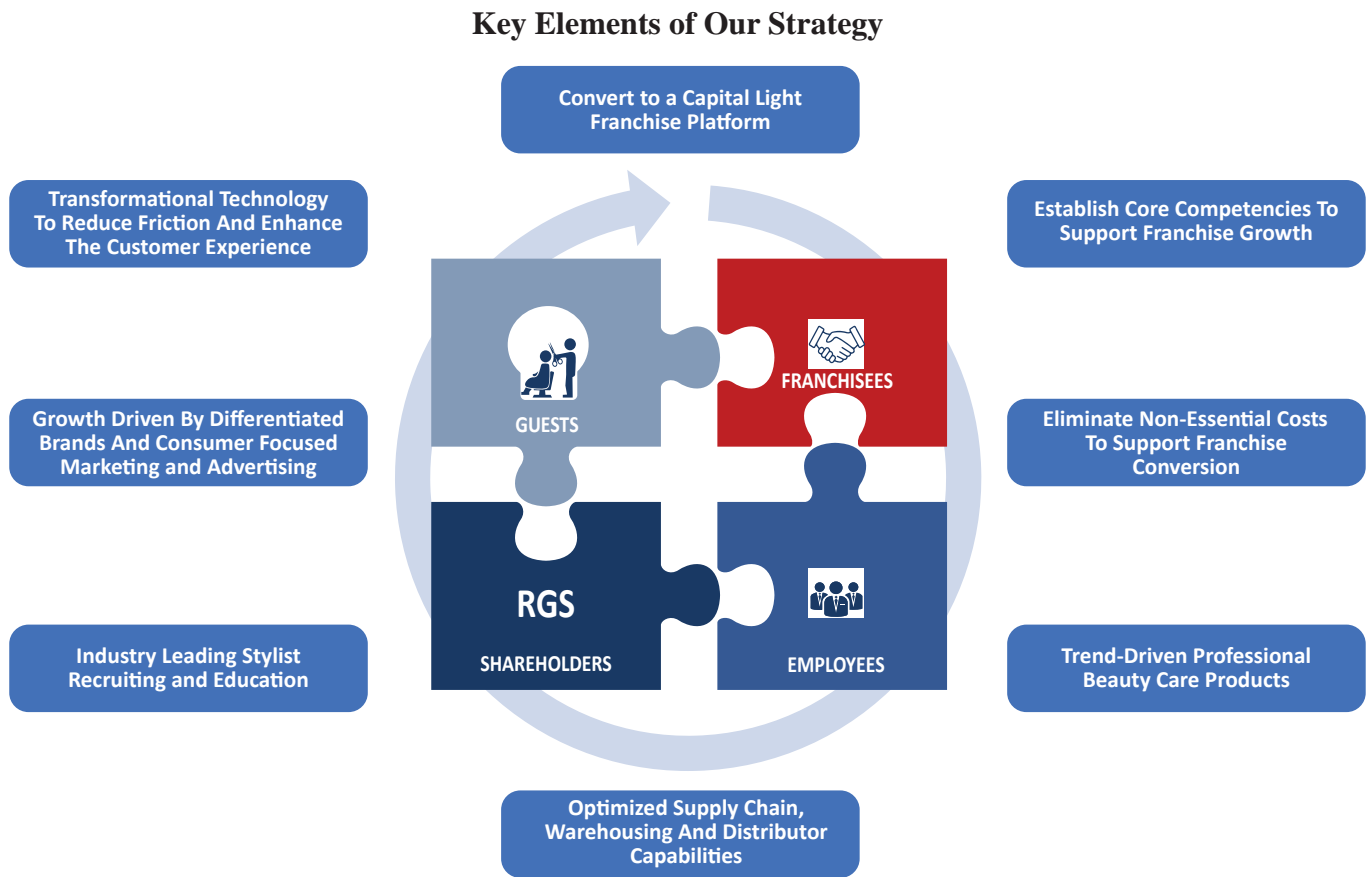 Key Elements of Our Strategy
Convert to a Capital Light
Franchise Platform
Transformational Technology
To Reduce Friction And Enhance
The Customer Experience
Establish Core Competencies To
Support Franchise Growth
GUESTS
FRANCHISEES
Growth Driven By Differentiated
Brands And Consumer Focused
Marketing and Advertising
Eliminate Non-Essential Costs
To Support Franchise
Conversion
RGS
SHAREHOLDERS
EMPLOYEES
Industry Leading Stylist
Recruiting and Education
Trend-Driven Professional
Beauty Care Products
Optimized Supply Chain,
Warehousing And Distributor
Capabilities